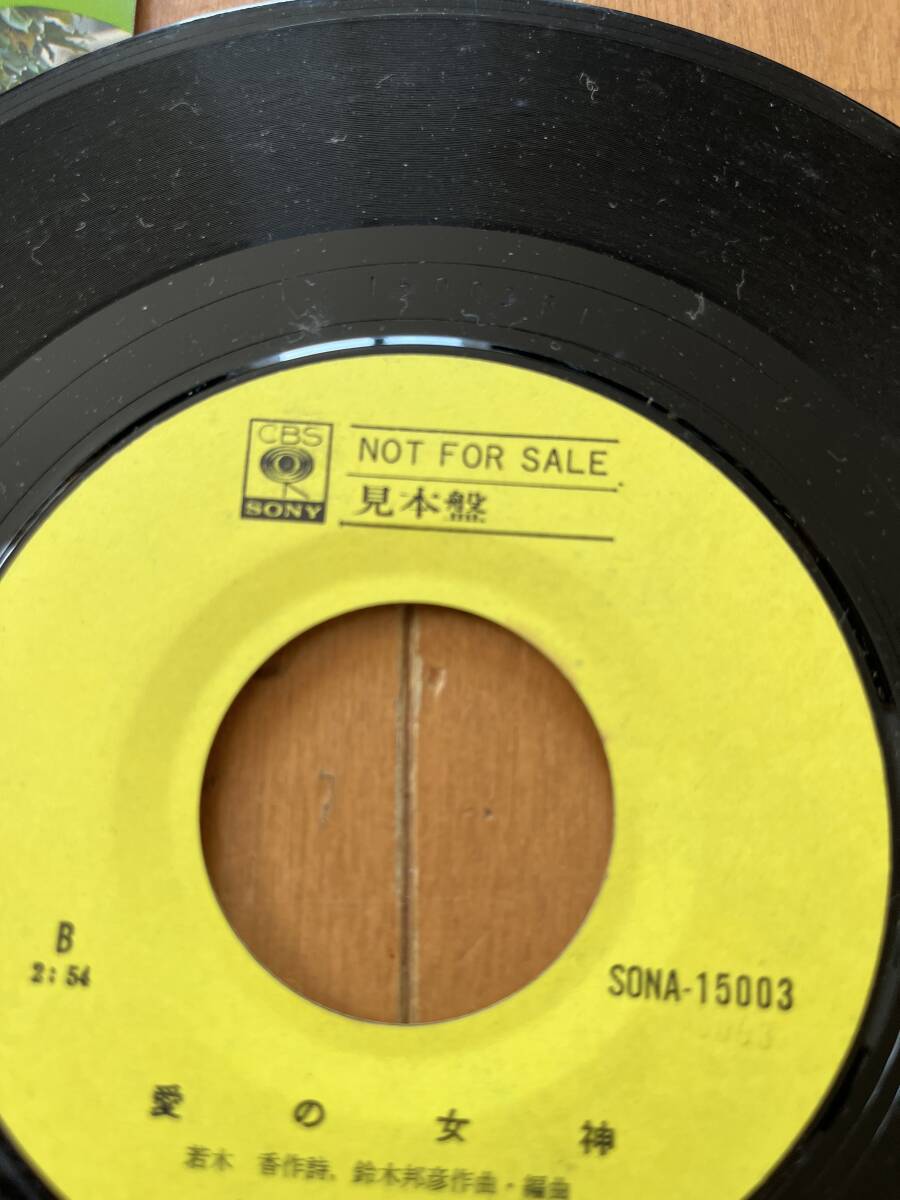 CBS
SONY
NOT FOR SALE
見本盤
B
2:54
SONA-15003
愛の女神
若木 香作詩、鈴木邦彦作曲・編曲